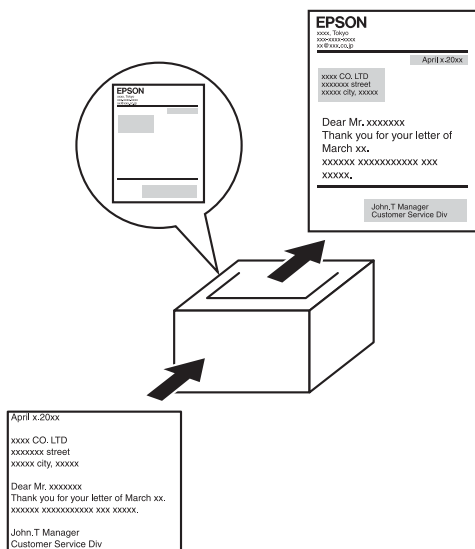 EPSON
xxxx, Tokyo
xxx-xxxx-xxxx
xx@xxx.co.jp
April x.20xx
xxxx CO. LTD
xxxxxxx street
xxxxx city, xxxxx
Dear Mr. xxxxxxx
Thank you for your letter of
March xx.
xxxxxx xxxxxxxxxxx xxx
xxxxx.
John.T Manager
Customer Service Div
EPSON
xxxx, Tokyo
April x.20xx
xxxx CO. LTD
xxxxxxx street
xxxxx city, xxxxx
Dear Mr. xxxxxxx
Thank you for your letter of March xx.
xxxxxx xxxxxxxxxxx xxx xxxxx.
John.T Manager
Customer Service Div